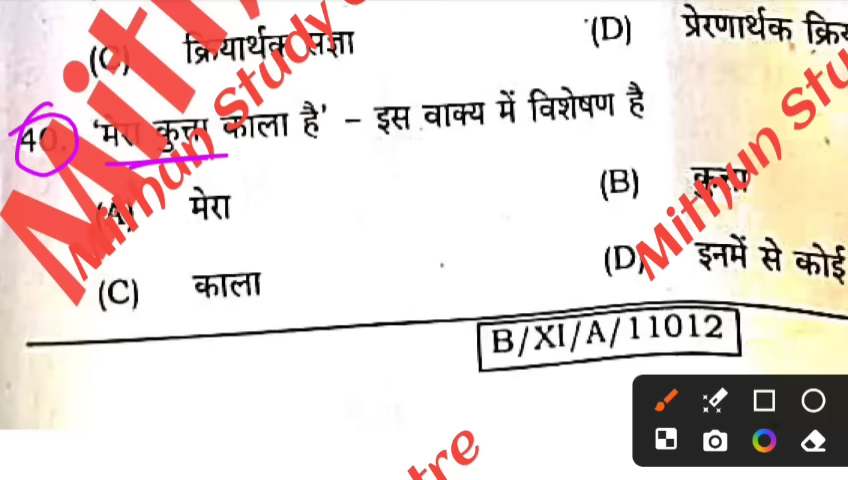 (C) क्रियार्थक संज्ञा (D) प्रेरणार्थक
40. 'मेरा कुत्ता काला है' – इस वाक्य में विशेषण है
(A) मेरा (B) कुत्ता
(C) काला (D) इनमें से कोई
B/XI/A/11012
Mithun Study
Mithun Stu
tre